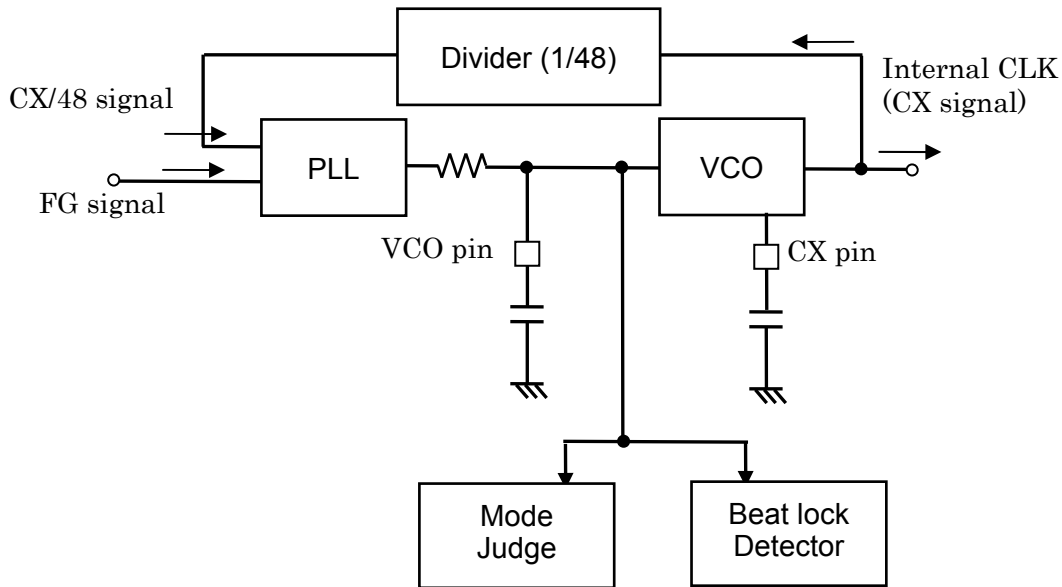 Divider (1/48)
Internal CLK
(CX signal)
CX/48 signal
PLL
VCO
FG signal
VCO pin
CX pin
Mode
Judge
Beat lock
Detector